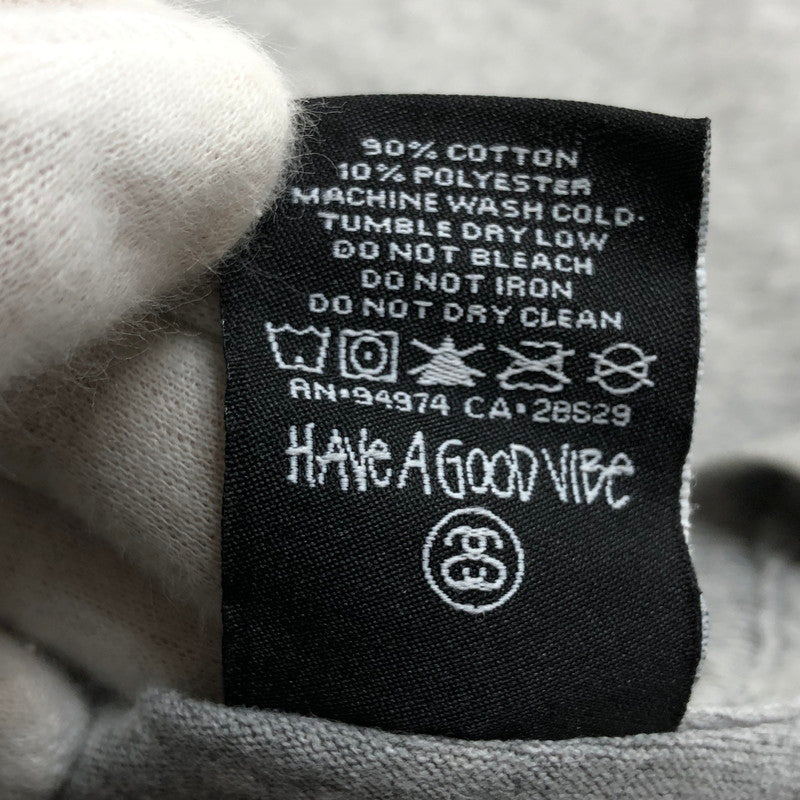 90% COTTON
10% POLYESTER
MACHINE WASH COLD·
TUMBLE DRY LOW
DO NOT BLEACH
DO NOT IRON
DO NOT DRY CLEAN
RN•94974 CA•28529
HAVE A GOOD VIBE